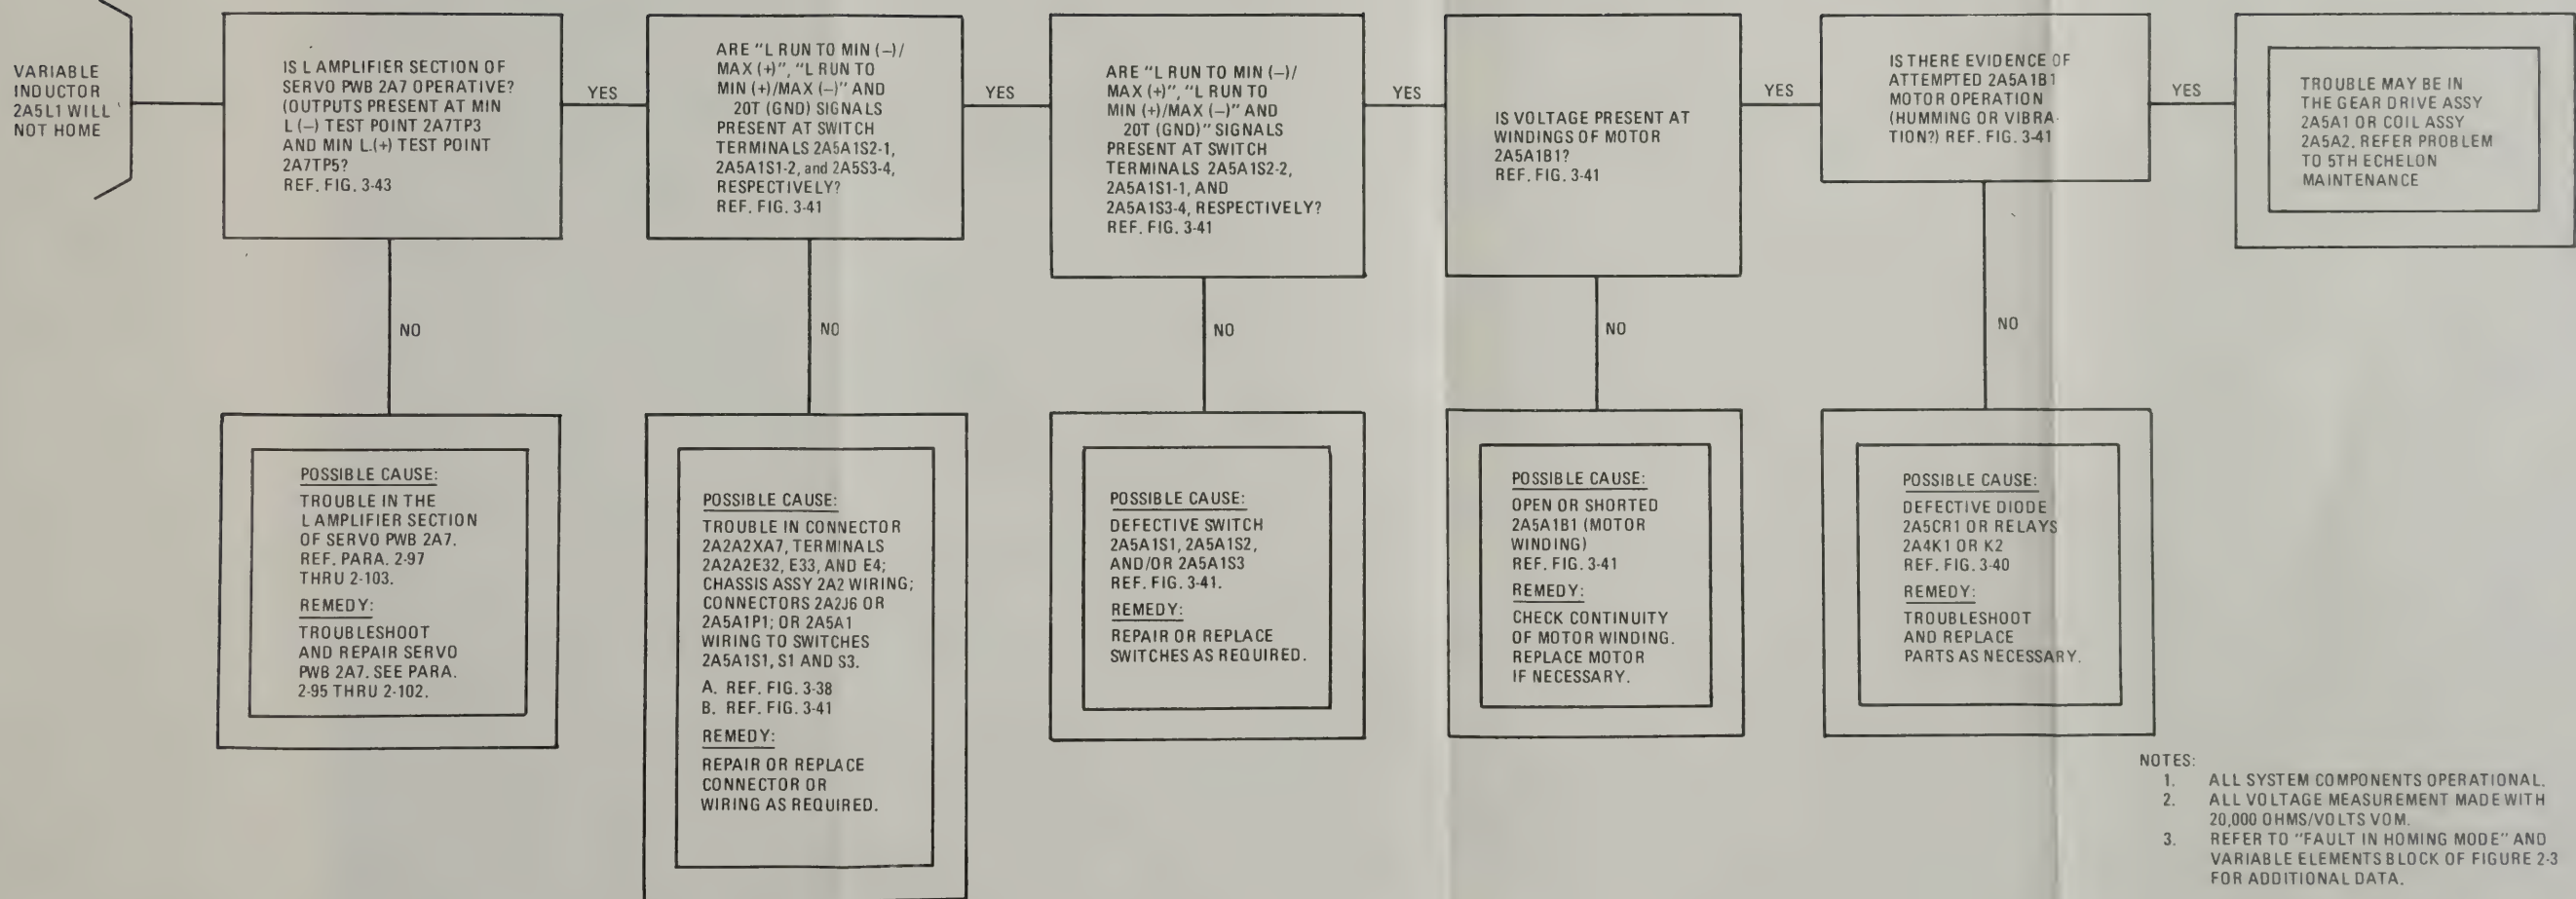 VARIABLE
INDUCTOR
2A5L1 WILL
NOT HOME
IS L AMPLIFIER SECTION OF
SERVO PWB 2A7 OPERATIVE?
(OUTPUTS PRESENT AT MIN
L (–) TEST POINT 2A7TP3
AND MIN L.(+) TEST POINT
2A7TP5?
REF. FIG. 3-43
YES
ARE "L RUN TO MIN (–)/
MAX (+)", "L RUN TO
MIN (+)/MAX (–)" AND
20T (GND) SIGNALS
PRESENT AT SWITCH
TERMINALS 2A5A1S2-1,
2A5A1S1-2, and 2A5S3-4,
RESPECTIVELY?
REF. FIG. 3-41
YES
ARE "L RUN TO MIN (–)/
MAX (+)", "L RUN TO
MIN (+)/MAX (–)" AND
20T (GND)" SIGNALS
PRESENT AT SWITCH
TERMINALS 2A5A1S2-2,
2A5A1S1-1, AND
2A5A1S3-4, RESPECTIVELY?
REF. FIG. 3-41
YES
IS VOLTAGE PRESENT AT
WINDINGS OF MOTOR
2A5A1B1?
REF. FIG. 3-41
YES
IS THERE EVIDENCE OF
ATTEMPTED 2A5A1B1
MOTOR OPERATION
(HUMMING OR VIBRA-
TION?) REF. FIG. 3-41
YES
TROUBLE MAY BE IN
THE GEAR DRIVE ASSY
2A5A1 OR COIL ASSY
2A5A2. REFER PROBLEM
TO 5TH ECHELON
MAINTENANCE
NO
NO
NO
NO
NO
POSSIBLE CAUSE:
TROUBLE IN THE
L AMPLIFIER SECTION
OF SERVO PWB 2A7.
REF. PARA. 2-97
THRU 2-103.
REMEDY:
TROUBLESHOOT
AND REPAIR SERVO
PWB 2A7. SEE PARA.
2-95 THRU 2-102.
POSSIBLE CAUSE:
TROUBLE IN CONNECTOR
2A2A2XA7, TERMINALS
2A2A2E32, E33, AND E4;
CHASSIS ASSY 2A2 WIRING;
CONNECTORS 2A2J6 OR
2A5A1P1; OR 2A5A1
WIRING TO SWITCHES
2A5A1S1, S1 AND S3.
A. REF. FIG. 3-38
B. REF. FIG. 3-41
REMEDY:
REPAIR OR REPLACE
CONNECTOR OR
WIRING AS REQUIRED.
POSSIBLE CAUSE:
DEFECTIVE SWITCH
2A5A1S1, 2A5A1S2,
AND/OR 2A5A1S3
REF. FIG. 3-41.
REMEDY:
REPAIR OR REPLACE
SWITCHES AS REQUIRED.
POSSIBLE CAUSE:
OPEN OR SHORTED
2A5A1B1 (MOTOR
WINDING)
REF. FIG. 3-41
REMEDY:
CHECK CONTINUITY
OF MOTOR WINDING.
REPLACE MOTOR
IF NECESSARY.
POSSIBLE CAUSE:
DEFECTIVE DIODE
2A5CR1 OR RELAYS
2A4K1 OR K2
REF. FIG. 3-40
REMEDY:
TROUBLESHOOT
AND REPLACE
PARTS AS NECESSARY.
NOTES:
1. ALL SYSTEM COMPONENTS OPERATIONAL.
2. ALL VOLTAGE MEASUREMENT MADE WITH
20,000 OHMS/VOLTS VOM.
3. REFER TO "FAULT IN HOMING MODE" AND
VARIABLE ELEMENTS BLOCK OF FIGURE 2-3
FOR ADDITIONAL DATA.